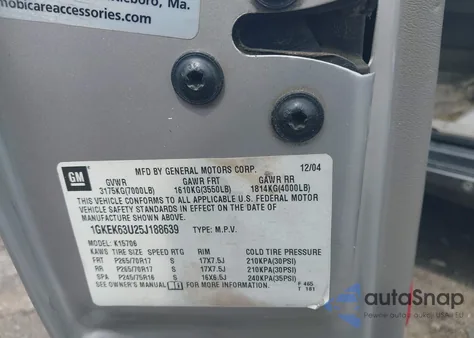 leboro, Ma.
mobicareaccessories.com
GM
MFD BY GENERAL MOTORS CORP. 12/04
GVWR GAWR FRT GAWR RR
3175KG(7000LB) 1610KG(3550LB) 1814KG(4000LB)
THIS VEHICLE CONFORMS TO ALL APPLICABLE U.S. FEDERAL MOTOR
VEHICLE SAFETY STANDARDS IN EFFECT ON THE DATE OF
MANUFACTURE SHOWN ABOVE.
1GKEK63U25J188639 TYPE: M.P.V.
MODEL: K15706
KAWS TIRE SIZE SPEED RTG RIM COLD TIRE PRESSURE
FRT P265/70R17 S 17X7.5J 210KPA(30PSI)
RR P265/70R17 S 17X7.5J 210KPA(30PSI)
SPA P245/75R16 S 16X6.5J 240KPA(35PSI)
SEE OWNER'S MANUAL FOR MORE INFORMATION.
P 465
T 181
autoSnap